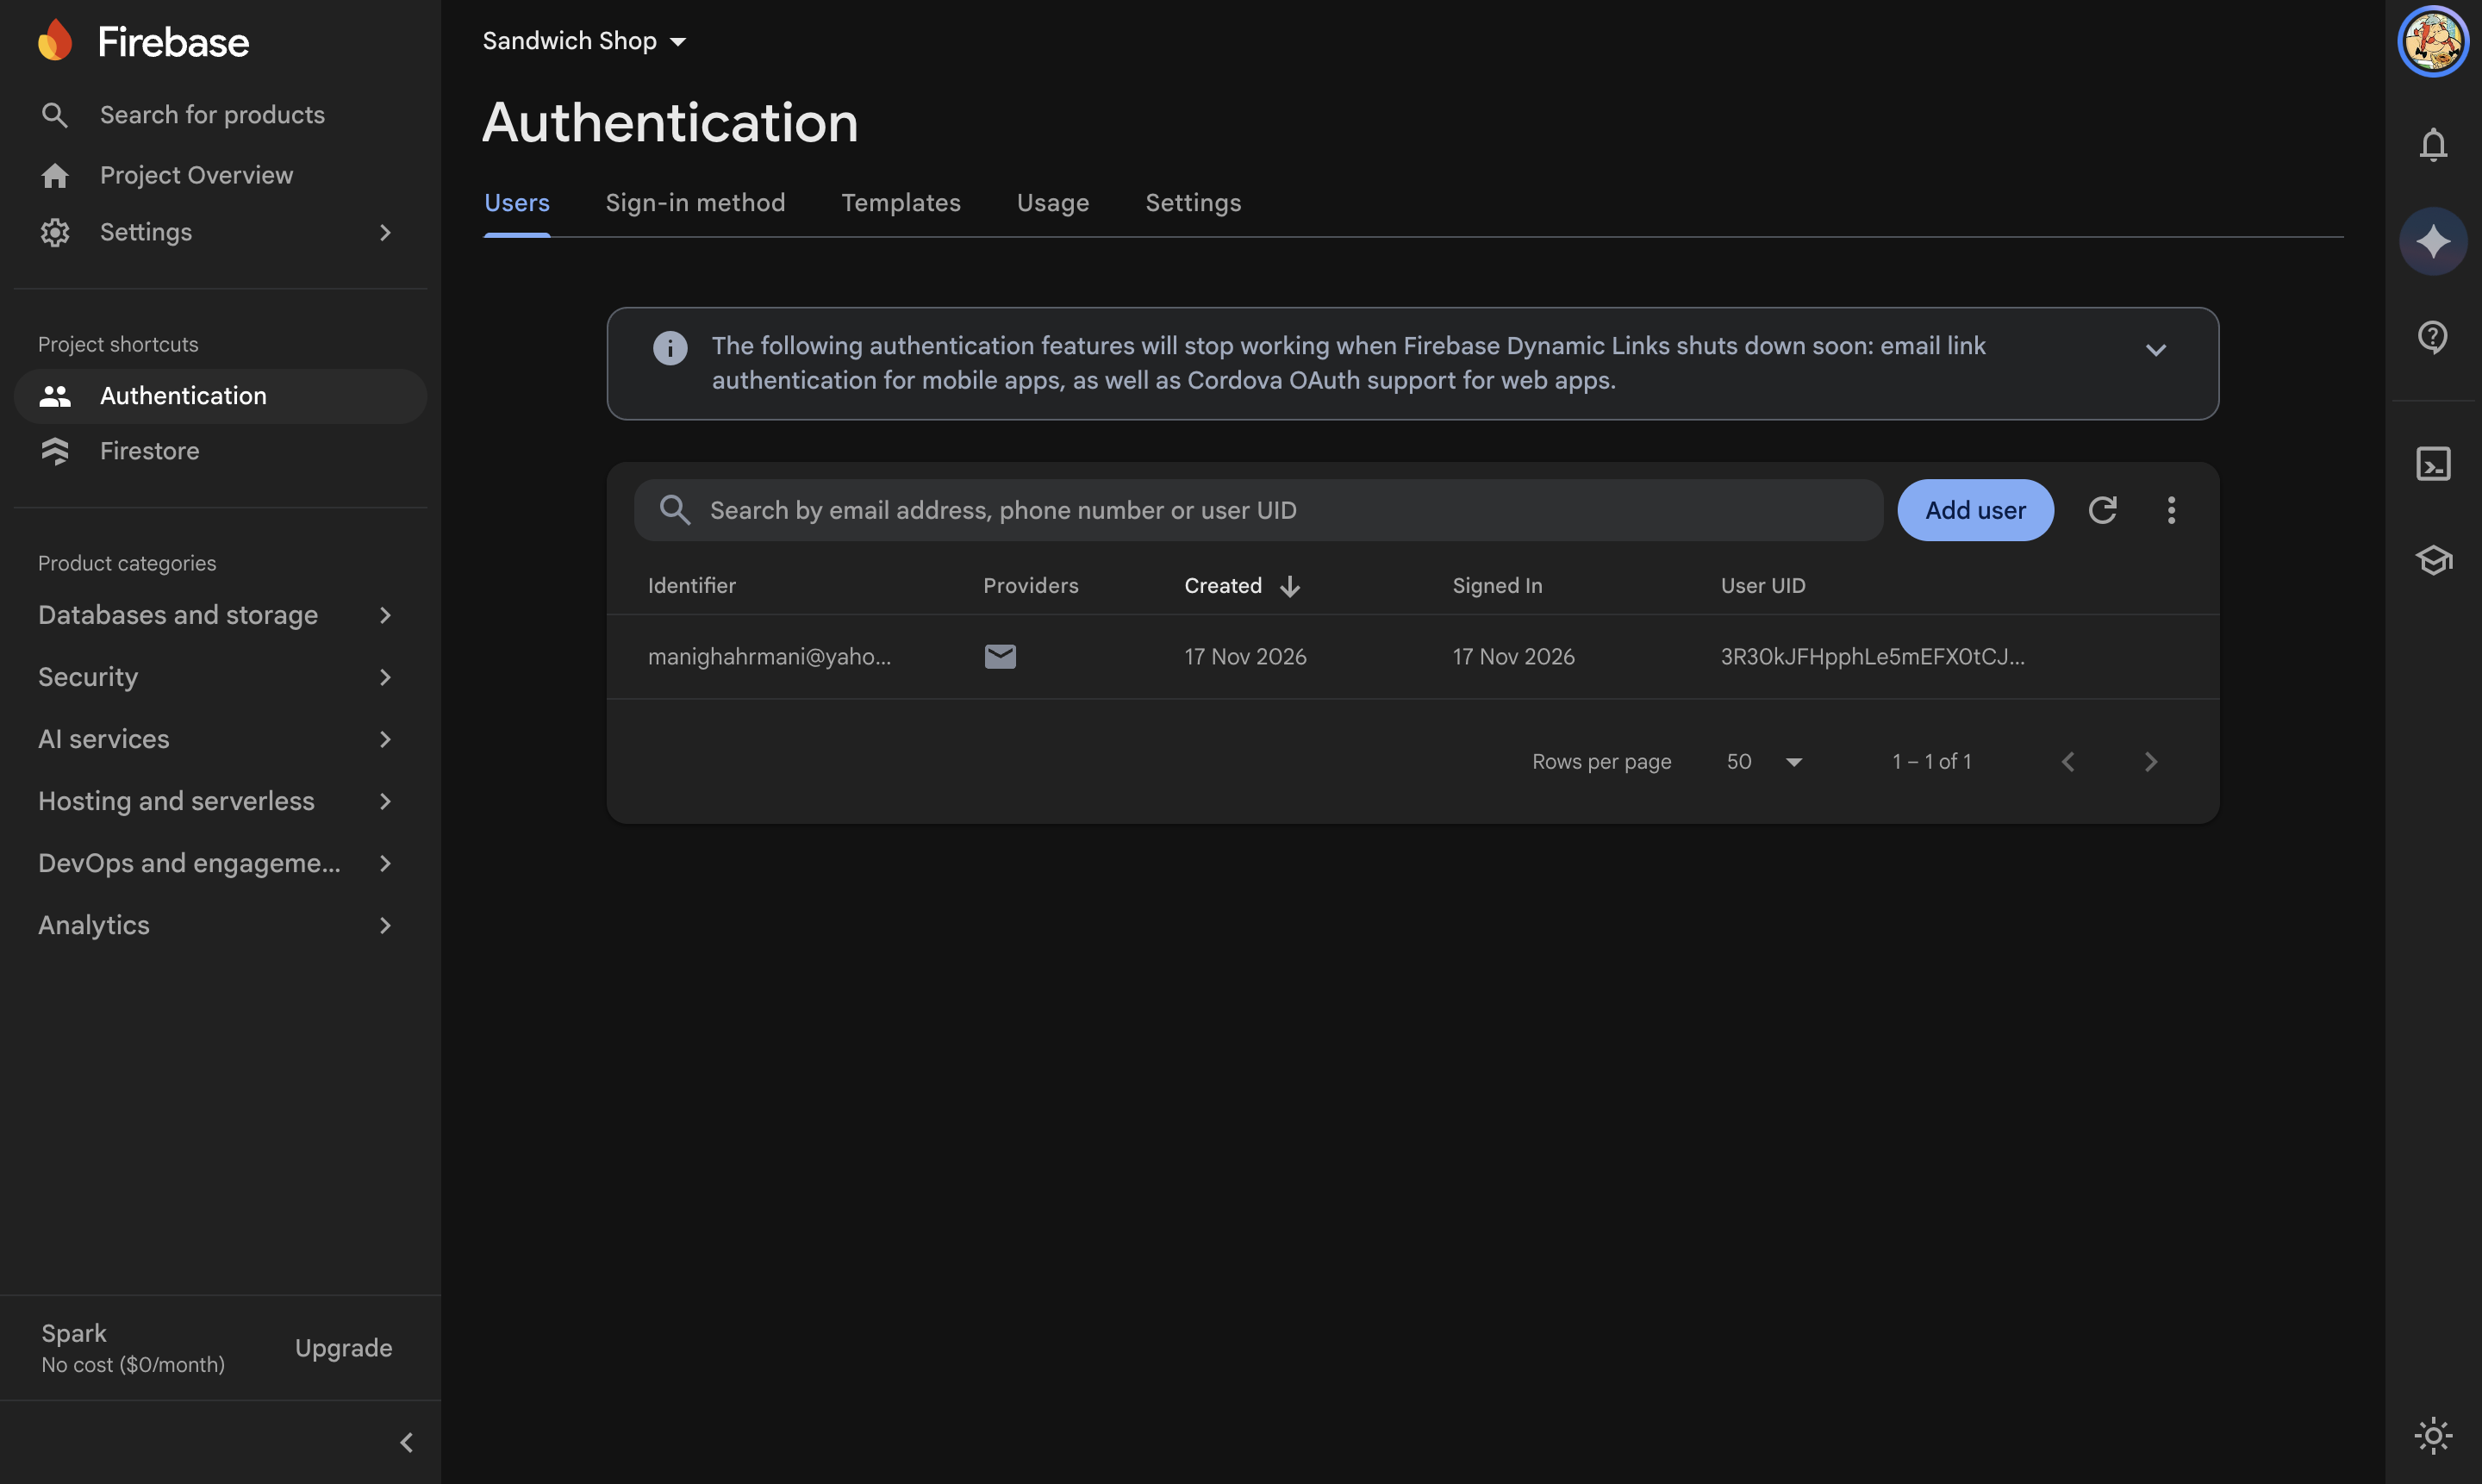 Firebase
Search for products
Project Overview
Settings
Project shortcuts
Authentication
Firestore
Product categories
Databases and storage
Security
AI services
Hosting and serverless
DevOps and engageme...
Analytics
Spark
No cost ($0/month)
Upgrade
Sandwich Shop
Authentication
Users Sign-in method Templates Usage Settings
The following authentication features will stop working when Firebase Dynamic Links shuts down soon: email link
authentication for mobile apps, as well as Cordova OAuth support for web apps.
Search by email address, phone number or user UID
Add user
Identifier Providers Created Signed In User UID
manighahrmani@yaho... 17 Nov 2026 17 Nov 2026 3R30kJFHpphLe5mEFX0tCJ...
Rows per page 50 1 – 1 of 1